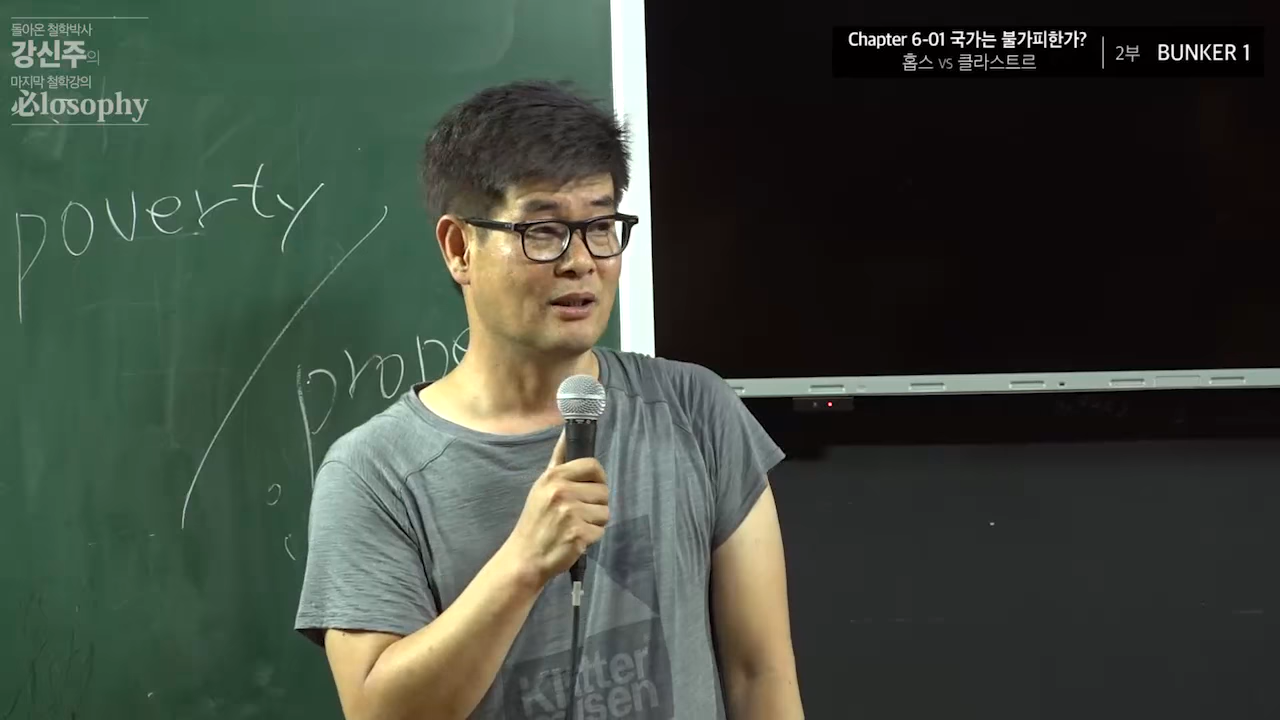 돌아온 철학박사
강신주의
마지막 철학강의
必losophy
Chapter 6-01 국가는 불가피한가?
홉스 vs 클라스트르
2부
BUNKER 1
poverty
prope
Klätter
musen